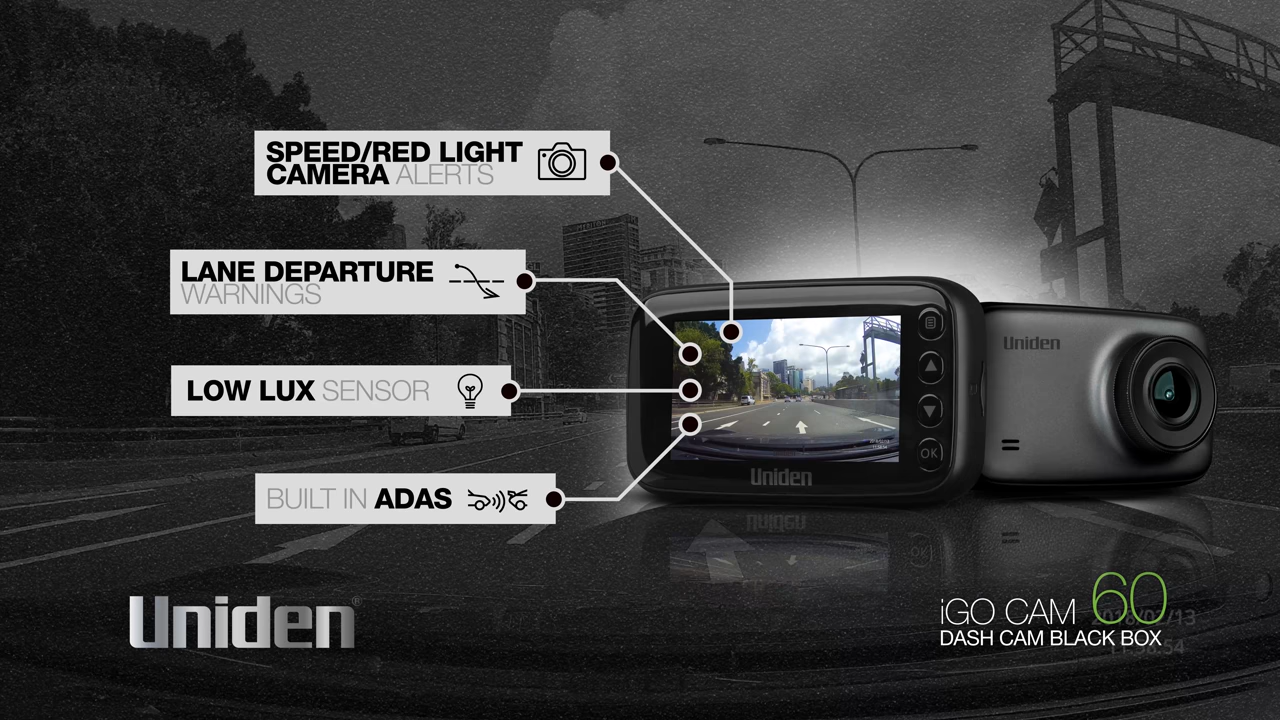 SPEED/RED LIGHT
CAMERA ALERTS
LANE DEPARTURE
WARNINGS
LOW LUX SENSOR
BUILT IN ADAS
Uniden
OK
Uniden
Uniden®
iGO CAM 60
DASH CAM BLACK BOX